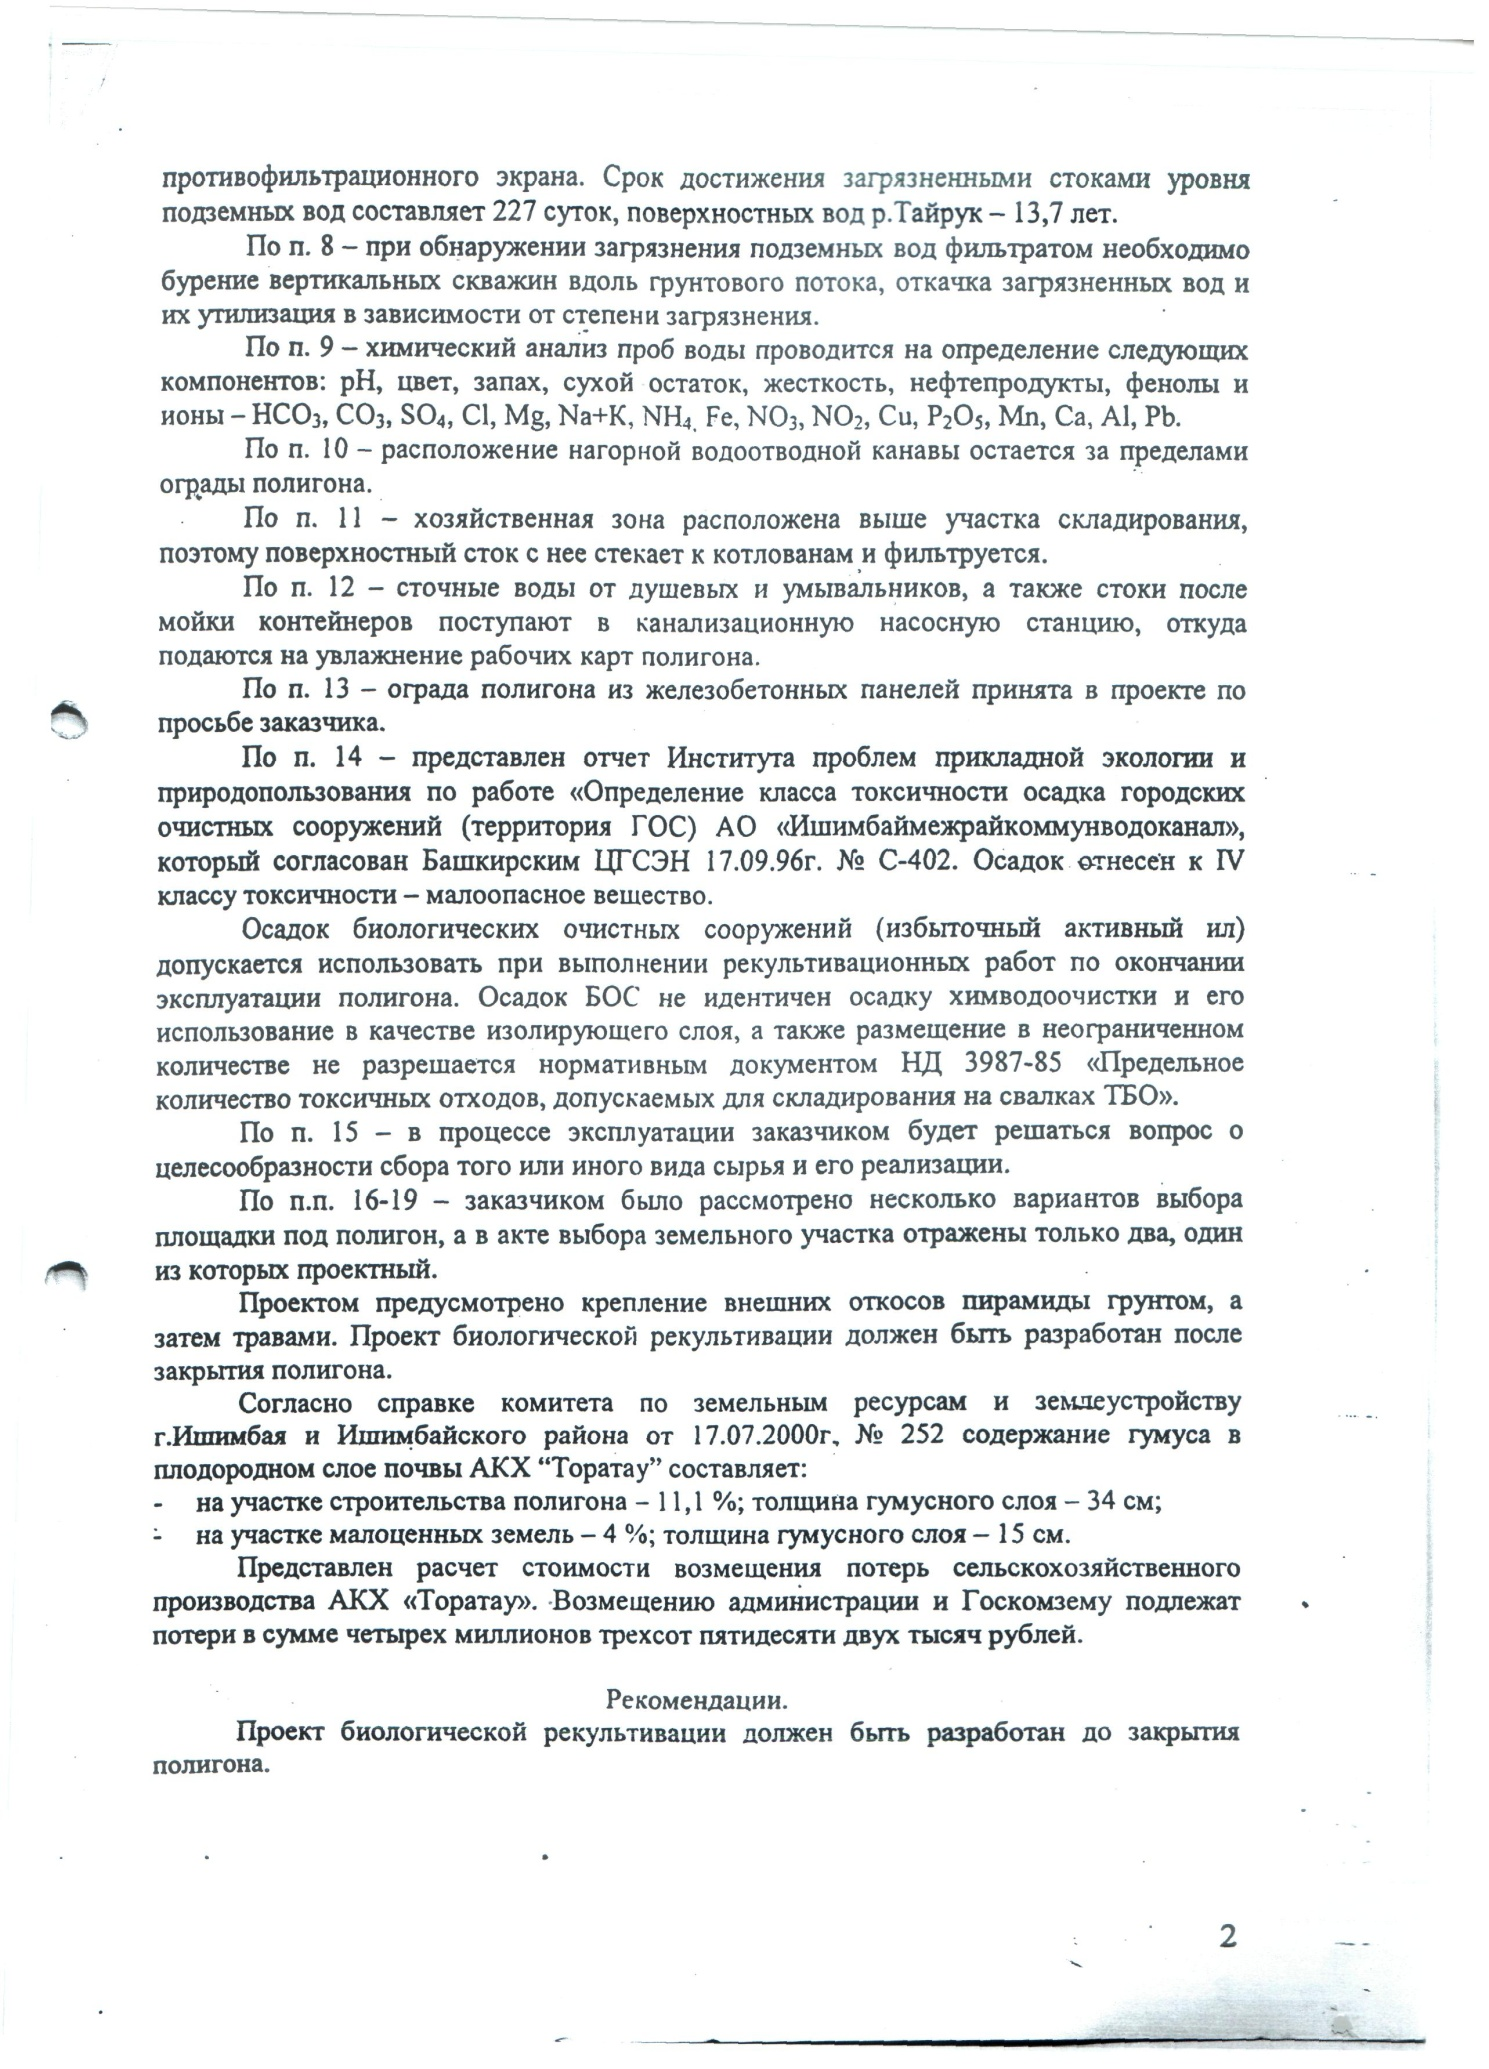 противофильтрационного экрана. Срок достижения загрязненными стоками уровня
подземных вод составляет 227 суток, поверхностных вод р.Тайрук – 13,7 лет.
По п. 8 – при обнаружении загрязнения подземных вод фильтратом необходимо
бурение вертикальных скважин вдоль грунтового потока, откачка загрязненных вод и
их утилизация в зависимости от степени загрязнения.
По п. 9 – химический анализ проб воды проводится на определение следующих
компонентов: pH, цвет, запах, сухой остаток, жесткость, нефтепродукты, фенолы и
ионы – HCO₃, CO₃, SO₄, Cl, Mg, Na+K, NH₄, Fe, NO₃, NO₂, Cu, P₂O₅, Mn, Ca, Al, Pb.
По п. 10 – расположение нагорной водоотводной канавы остается за пределами
ограды полигона.
По п. 11 – хозяйственная зона расположена выше участка складирования,
поэтому поверхностный сток с нее стекает к котлованам и фильтруется.
По п. 12 – сточные воды от душевых и умывальников, а также стоки после
мойки контейнеров поступают в канализационную насосную станцию, откуда
подаются на увлажнение рабочих карт полигона.
По п. 13 – ограда полигона из железобетонных панелей принята в проекте по
просьбе заказчика.
По п. 14 – представлен отчет Института проблем прикладной экологии и
природопользования по работе «Определение класса токсичности осадка городских
очистных сооружений (территория ГОС) АО «Ишимбаймежрайкоммунводоканал»,
который согласован Башкирским ЦГСЭН 17.09.96г. № С-402. Осадок отнесен к IV
классу токсичности – малоопасное вещество.
Осадок биологических очистных сооружений (избыточный активный ил)
допускается использовать при выполнении рекультивационных работ по окончании
эксплуатации полигона. Осадок БОС не идентичен осадку химводоочистки и его
использование в качестве изолирующего слоя, а также размещение в неограниченном
количестве не разрешается нормативным документом НД 3987-85 «Предельное
количество токсичных отходов, допускаемых для складирования на свалках ТБО».
По п. 15 – в процессе эксплуатации заказчиком будет решаться вопрос о
целесообразности сбора того или иного вида сырья и его реализации.
По п.п. 16-19 – заказчиком было рассмотрено несколько вариантов выбора
площадки под полигон, а в акте выбора земельного участка отражены только два, один
из которых проектный.
Проектом предусмотрено крепление внешних откосов пирамиды грунтом, а
затем травами. Проект биологической рекультивации должен быть разработан после
закрытия полигона.
Согласно справке комитета по земельным ресурсам и землеустройству
г.Ишимбая и Ишимбайского района от 17.07.2000г. № 252 содержание гумуса в
плодородном слое почвы АКХ “Торатау” составляет:
- на участке строительства полигона – 11,1 %; толщина гумусного слоя – 34 см;
- на участке малоценных земель – 4 %; толщина гумусного слоя – 15 см.
Представлен расчет стоимости возмещения потерь сельскохозяйственного
производства АКХ «Торатау». Возмещению администрации и Госкомзему подлежат
потери в сумме четырех миллионов трехсот пятидесяти двух тысяч рублей.
Рекомендации.
Проект биологической рекультивации должен быть разработан до закрытия
полигона.
2